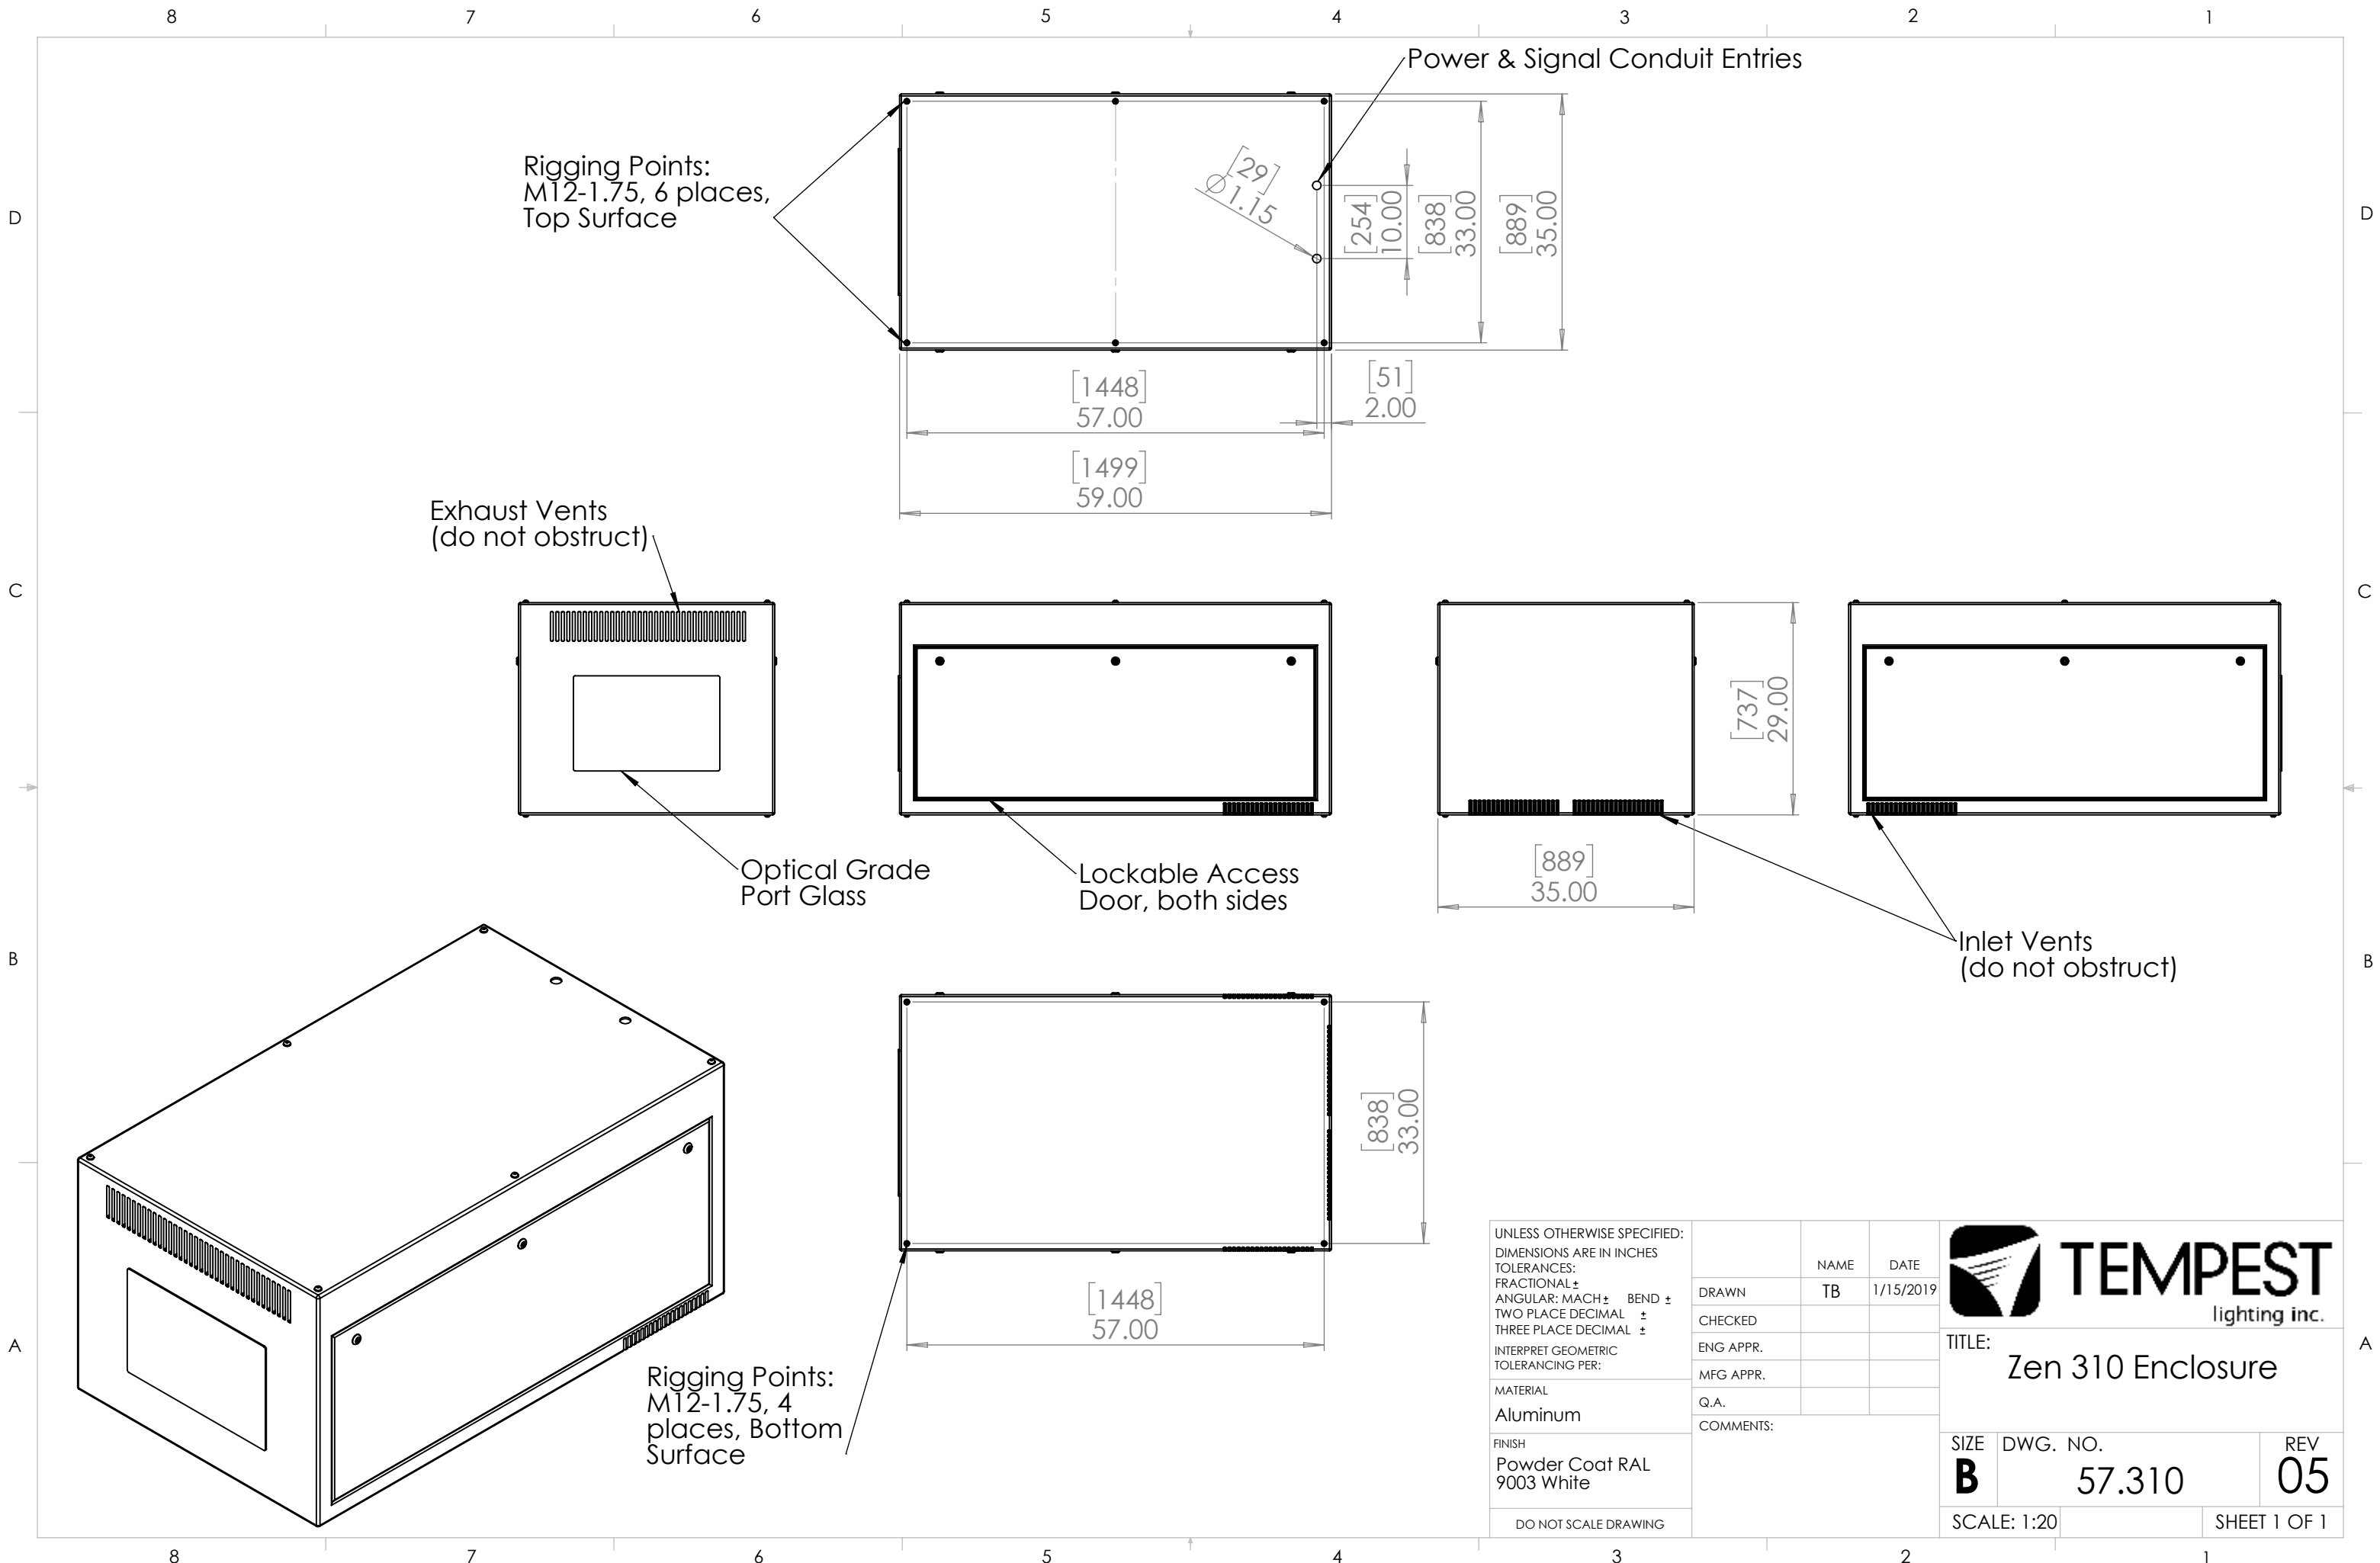 8 7 6 5 4 3 2 1
Power & Signal Conduit Entries
Rigging Points:
M12-1.75, 6 places,
Top Surface
[29]
∅ 1.15
[254]
10.00
[838]
33.00
[889]
35.00
D D
[1448]
57.00
[51]
2.00
[1499]
59.00
Exhaust Vents
(do not obstruct)
C C
[737]
29.00
Optical Grade
Port Glass
Lockable Access
Door, both sides
[889]
35.00
Inlet Vents
(do not obstruct)
B B
[838]
33.00
[1448]
57.00
Rigging Points:
M12-1.75, 4
places, Bottom
Surface
A A
UNLESS OTHERWISE SPECIFIED:
DIMENSIONS ARE IN INCHES
TOLERANCES:
FRACTIONAL ±
ANGULAR: MACH ± BEND ±
TWO PLACE DECIMAL ±
THREE PLACE DECIMAL ±
INTERPRET GEOMETRIC
TOLERANCING PER:
MATERIAL
Aluminum
FINISH
Powder Coat RAL
9003 White
DO NOT SCALE DRAWING
NAME DATE
DRAWN TB 1/15/2019
CHECKED
ENG APPR.
MFG APPR.
Q.A.
COMMENTS:
TEMPEST
lighting inc.
TITLE:
Zen 310 Enclosure
SIZE DWG. NO. REV
B 57.310 05
SCALE: 1:20 SHEET 1 OF 1
8 7 6 5 4 3 2 1